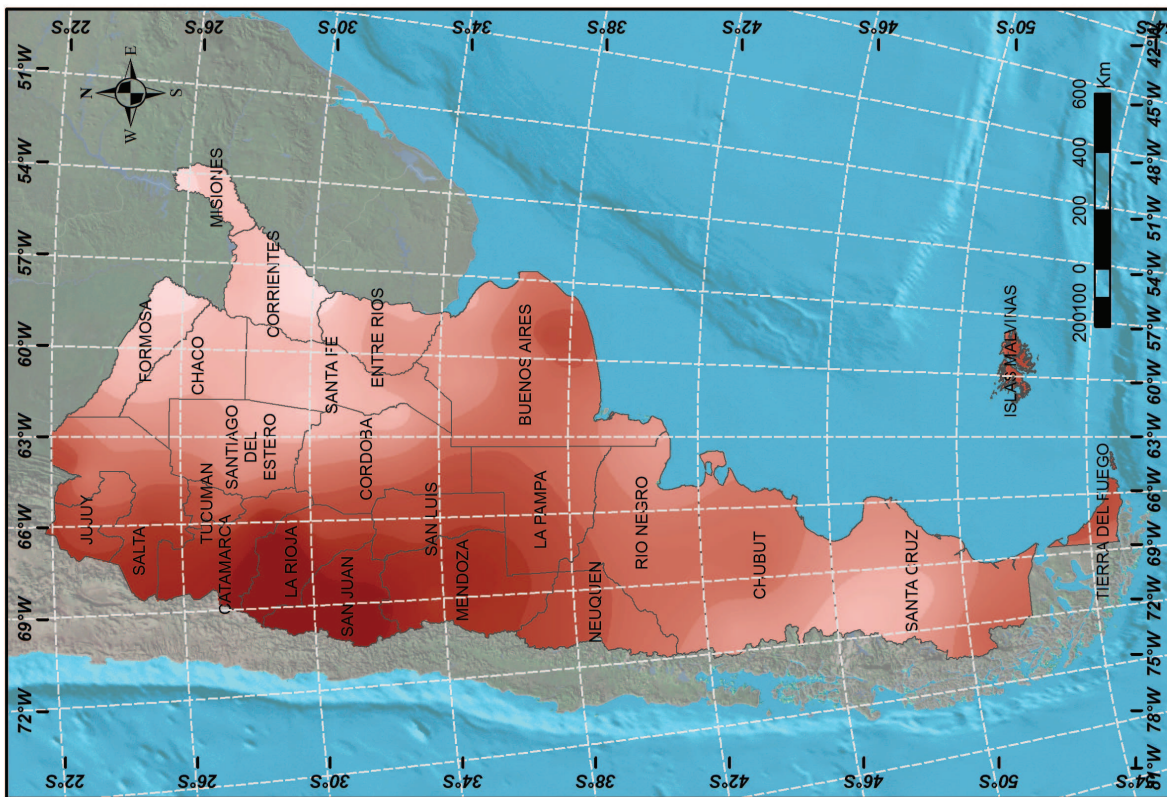 22°S
26°S
30°S
34°S
38°S
42°S
46°S
50°S
54°S
51°W
54°W
57°W
60°W
63°W
66°W
69°W
72°W
N
E
S
W
MISIONES
CORRIENTES
FORMOSA
CHACO
SANTA FE
ENTRE RIOS
BUENOS AIRES
SANTIAGO
DEL
ESTERO
CORDOBA
JUJUY
SALTA
TUCUMAN
CATAMARCA
LA RIOJA
SAN JUAN
SAN LUIS
MENDOZA
LA PAMPA
NEUQUEN
RIO NEGRO
CHUBUT
SANTA CRUZ
TIERRA DEL FUEGO
ISLAS MALVINAS
200100 0 200 400 600
Km
42°W
45°W
48°W
51°W
54°W
57°W
60°W
63°W
66°W
69°W
72°W
75°W
78°W
81°W
22°S
26°S
30°S
34°S
38°S
42°S
46°S
50°S
54°S